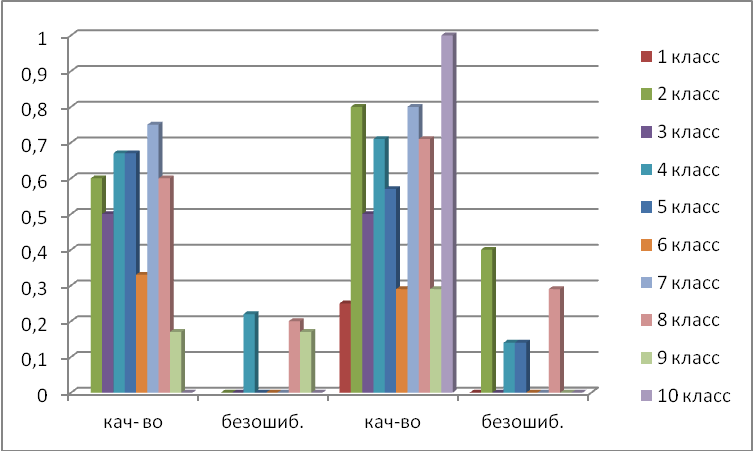 1
0,9
0,8
0,7
0,6
0,5
0,4
0,3
0,2
0,1
0
кач- во безошиб. кач-во безошиб.
1 класс
2 класс
3 класс
4 класс
5 класс
6 класс
7 класс
8 класс
9 класс
10 класс